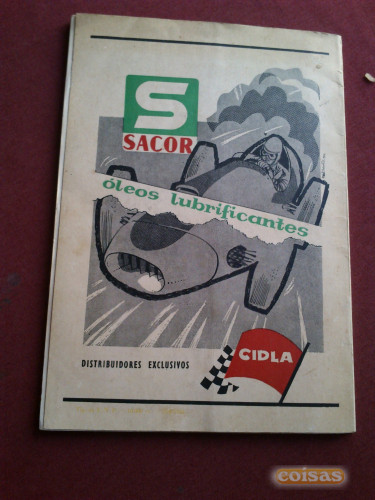 S
SACOR
óleos lubrificantes
CIDLA
DISTRIBUIDORES EXCLUSIVOS
coisas